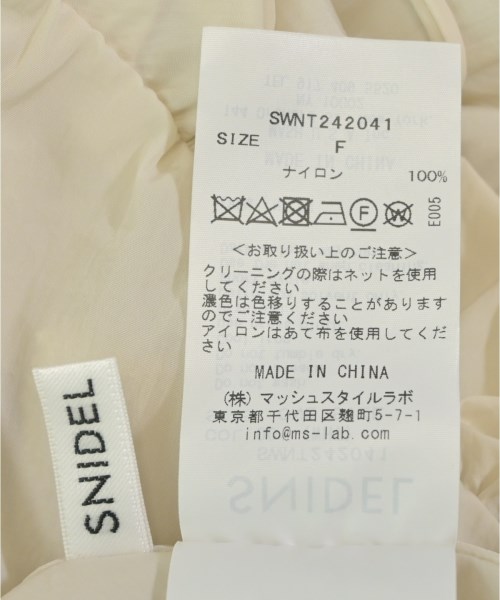 SWNT242041
SIZE F
ナイロン 100%
F W
E005
<お取り扱い上のご注意>
クリーニングの際はネットを使用
してください
濃色は色移りすることがあります
のでご注意ください
アイロンはあて布を使用してくだ
さい
MADE IN CHINA
(株) マッシュスタイルラボ
東京都千代田区麹町5-7-1
info@ms-lab.com
SNIDEL